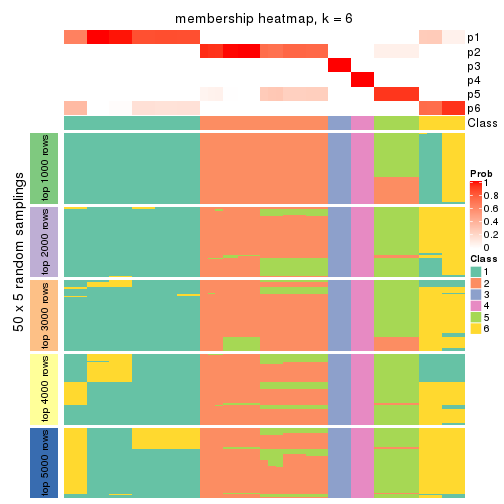 membership heatmap, k = 6
p1
p2
p3
p4
p5
p6
Class
50 x 5 random samplings
top 1000 rows
top 2000 rows
top 3000 rows
top 4000 rows
top 5000 rows
Prob
1
0.8
0.6
0.4
0.2
0
Class
1
2
3
4
5
6